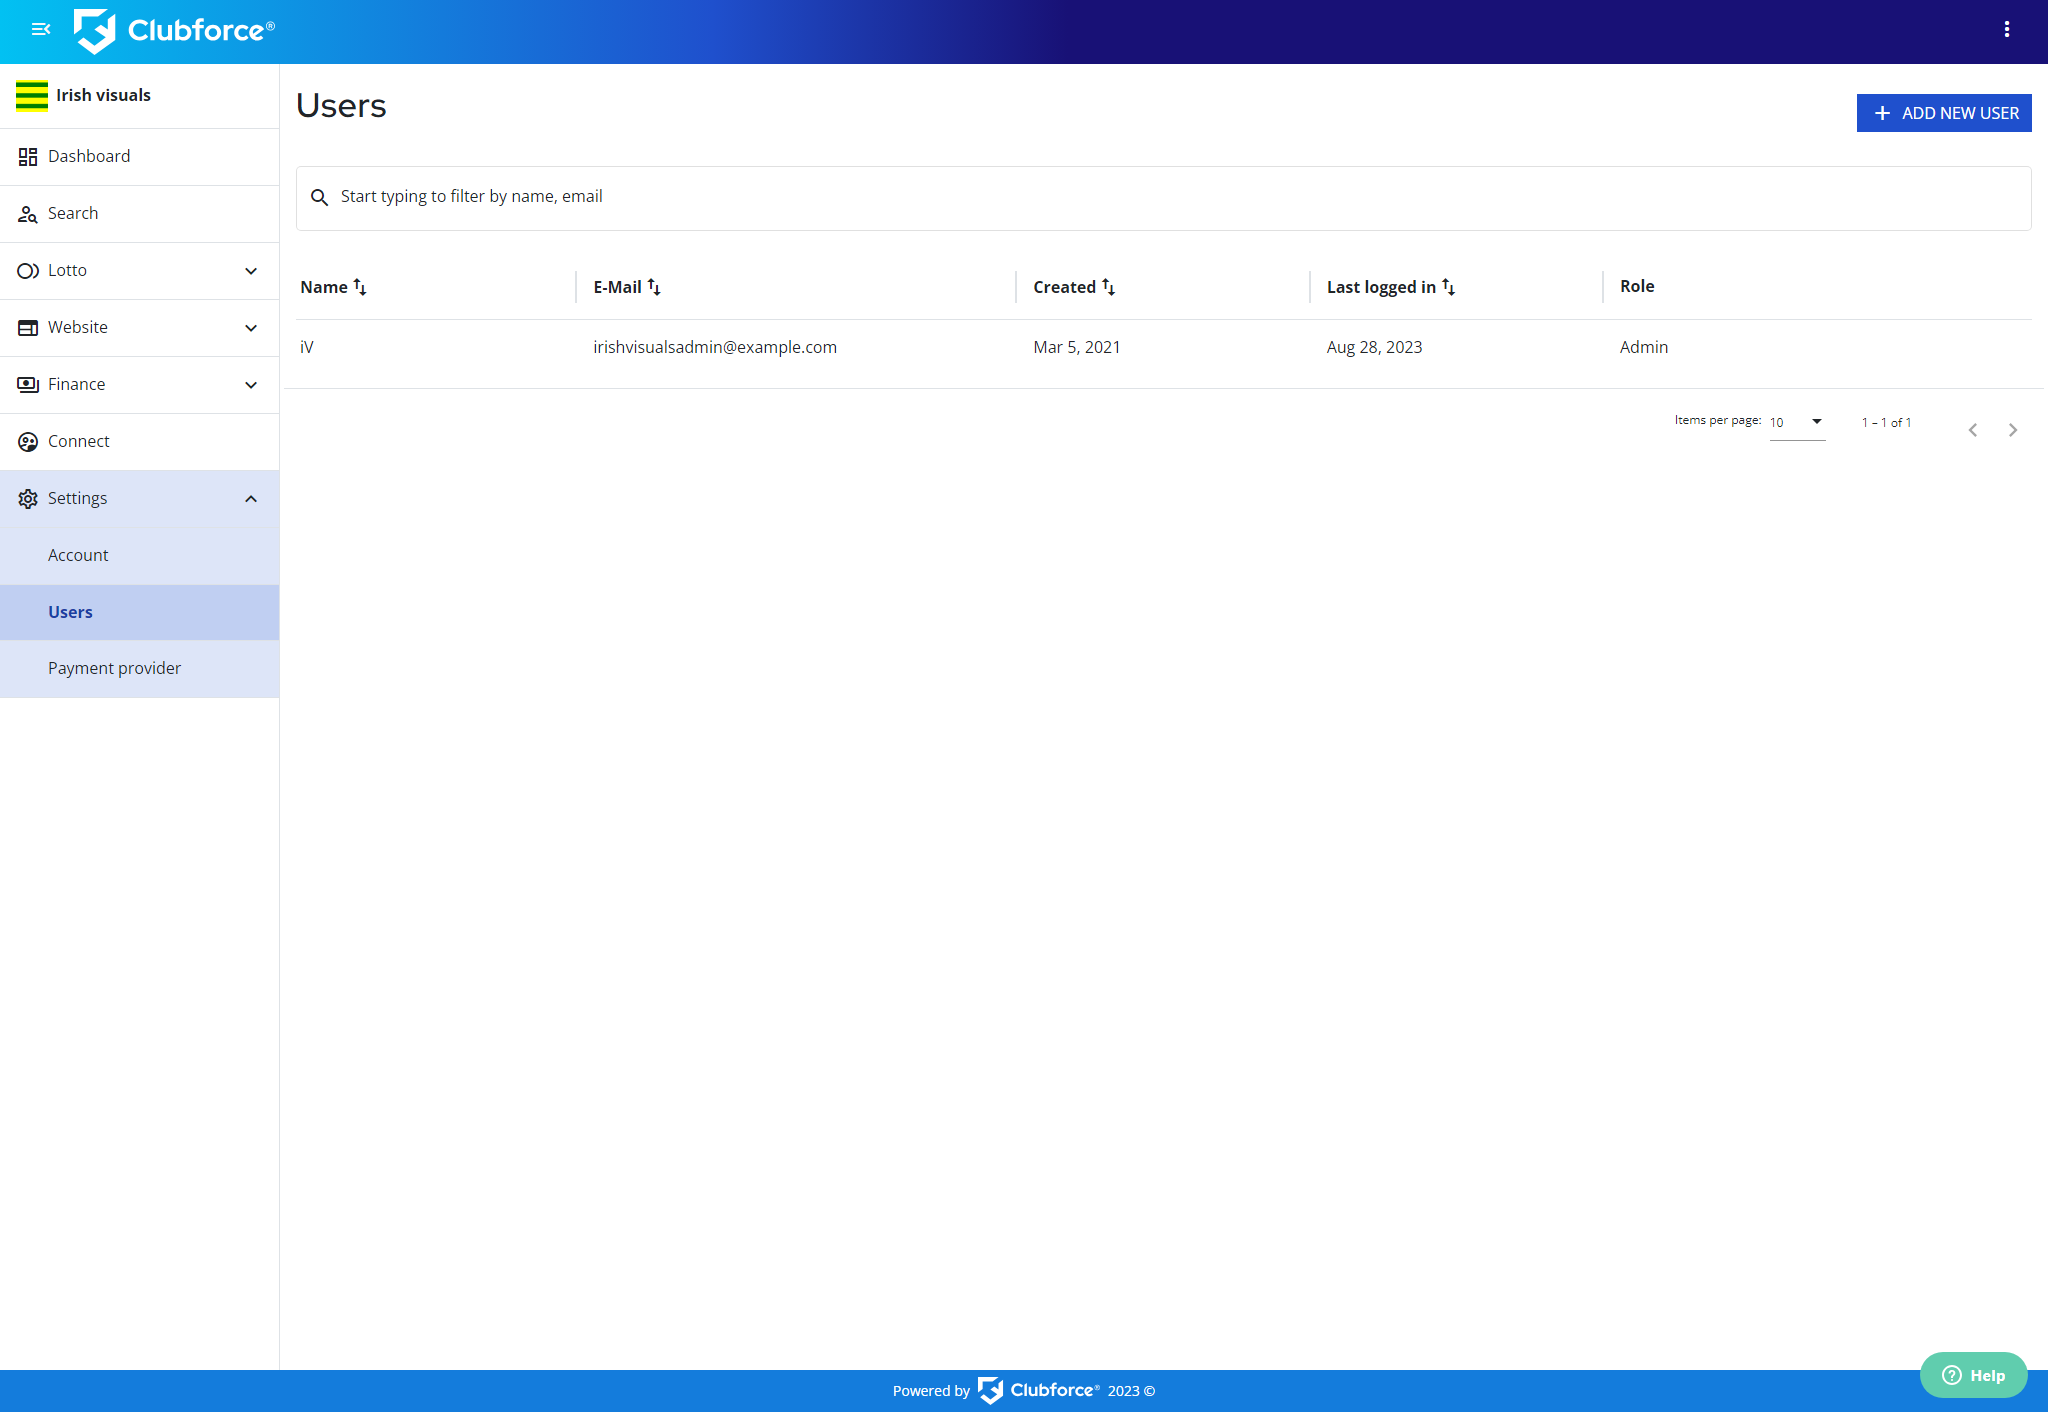 Clubforce®
Irish visuals
Dashboard
Search
Lotto
Website
Finance
Connect
Settings
Account
Users
Payment provider
Users
ADD NEW USER
Start typing to filter by name, email
Name E-Mail Created Last logged in Role
iV irishvisualsadmin@example.com Mar 5, 2021 Aug 28, 2023 Admin
Items per page: 10 1 – 1 of 1
Powered by Clubforce® 2023 ©
Help